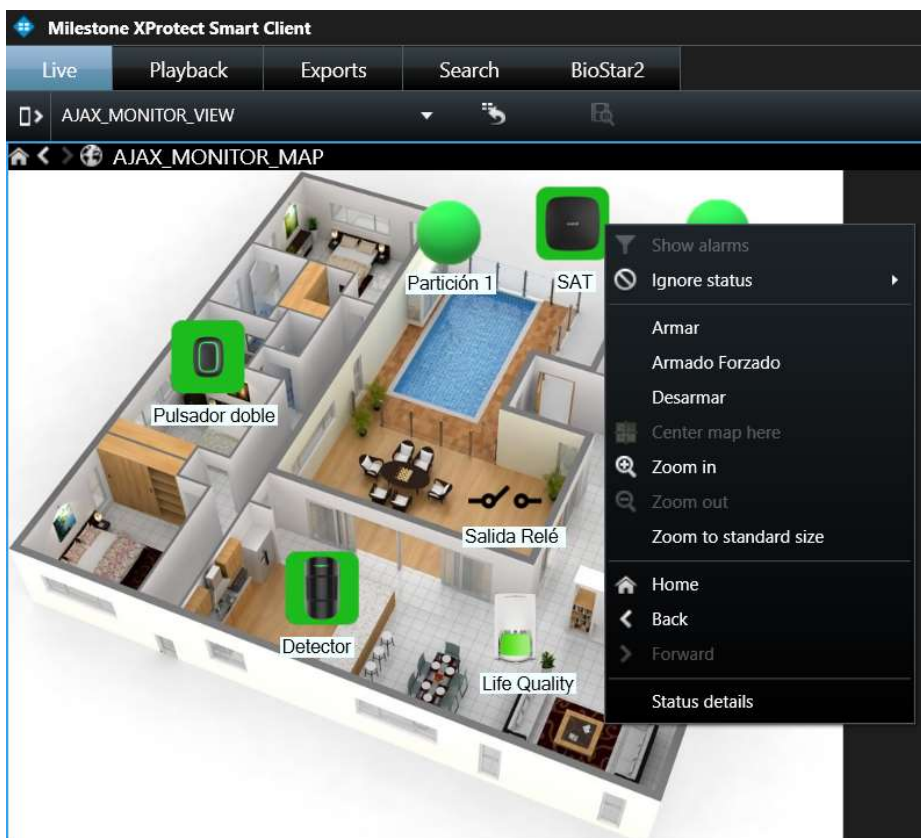 Milestone XProtect Smart Client
Live Playback Exports Search BioStar2
AJAX_MONITOR_VIEW
AJAX_MONITOR_MAP
Partición 1
SAT
Pulsador doble
Salida Relé
Detector
Life Quality
Show alarms
Ignore status
Armar
Armado Forzado
Desarmar
Center map here
Zoom in
Zoom out
Zoom to standard size
Home
Back
Forward
Status details